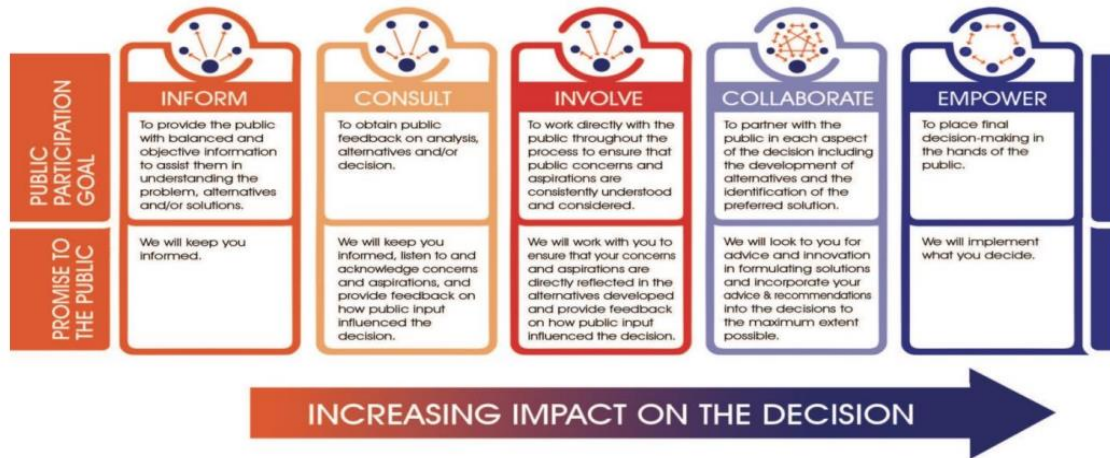 PUBLIC
PARTICIPATION
GOAL
INFORM
To provide the public
with balanced and
objective information
to assist them in
understanding the
problem, alternatives
and/or solutions.
CONSULT
To obtain public
feedback on analysis,
alternatives and/or
decision.
INVOLVE
To work directly with the
public throughout the
process to ensure that
public concerns and
aspirations are
consistently understood
and considered.
COLLABORATE
To partner with the
public in each aspect
of the decision including
the development of
alternatives and the
identification of the
preferred solution.
EMPOWER
To place final
decision-making in
the hands of the
public.
PROMISE TO
THE PUBLIC
We will keep you
informed.
We will keep you
informed, listen to and
acknowledge concerns
and aspirations, and
provide feedback on
how public input
influenced the
decision.
We will work with you to
ensure that your concerns
and aspirations are
directly reflected in the
alternatives developed
and provide feedback
on how public input
influenced the decision.
We will look to you for
advice and innovation
in formulating solutions
and incorporate your
advice & recommendations
into the decisions to
the maximum extent
possible.
We will implement
what you decide.
INCREASING IMPACT ON THE DECISION